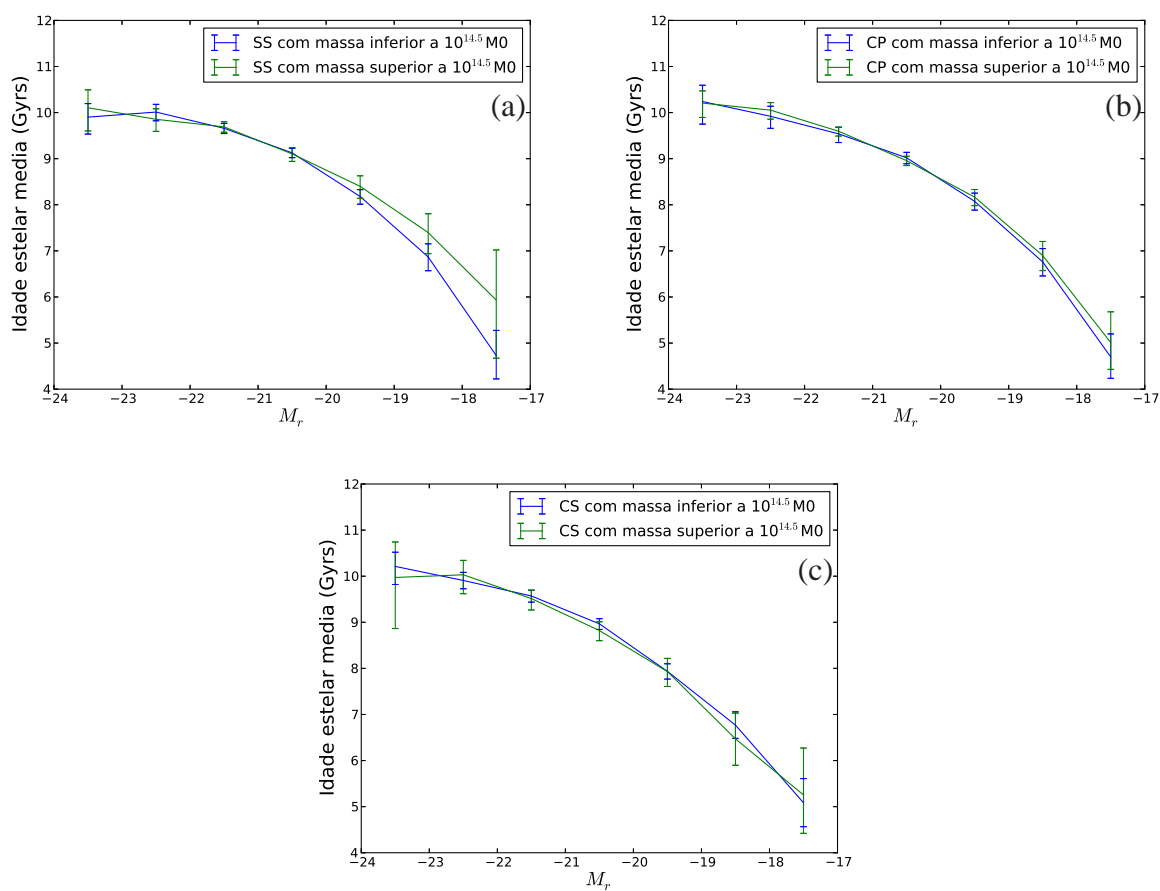 12
11
10
9
8
7
6
5
4
Idade estelar media (Gyrs)
SS com massa inferior a 10^14.5 M0
SS com massa superior a 10^14.5 M0
(a)
−24 −23 −22 −21 −20 −19 −18 −17
M_r
12
11
10
9
8
7
6
5
4
Idade estelar media (Gyrs)
CP com massa inferior a 10^14.5 M0
CP com massa superior a 10^14.5 M0
(b)
−24 −23 −22 −21 −20 −19 −18 −17
M_r
12
11
10
9
8
7
6
5
4
Idade estelar media (Gyrs)
CS com massa inferior a 10^14.5 M0
CS com massa superior a 10^14.5 M0
(c)
−24 −23 −22 −21 −20 −19 −18 −17
M_r